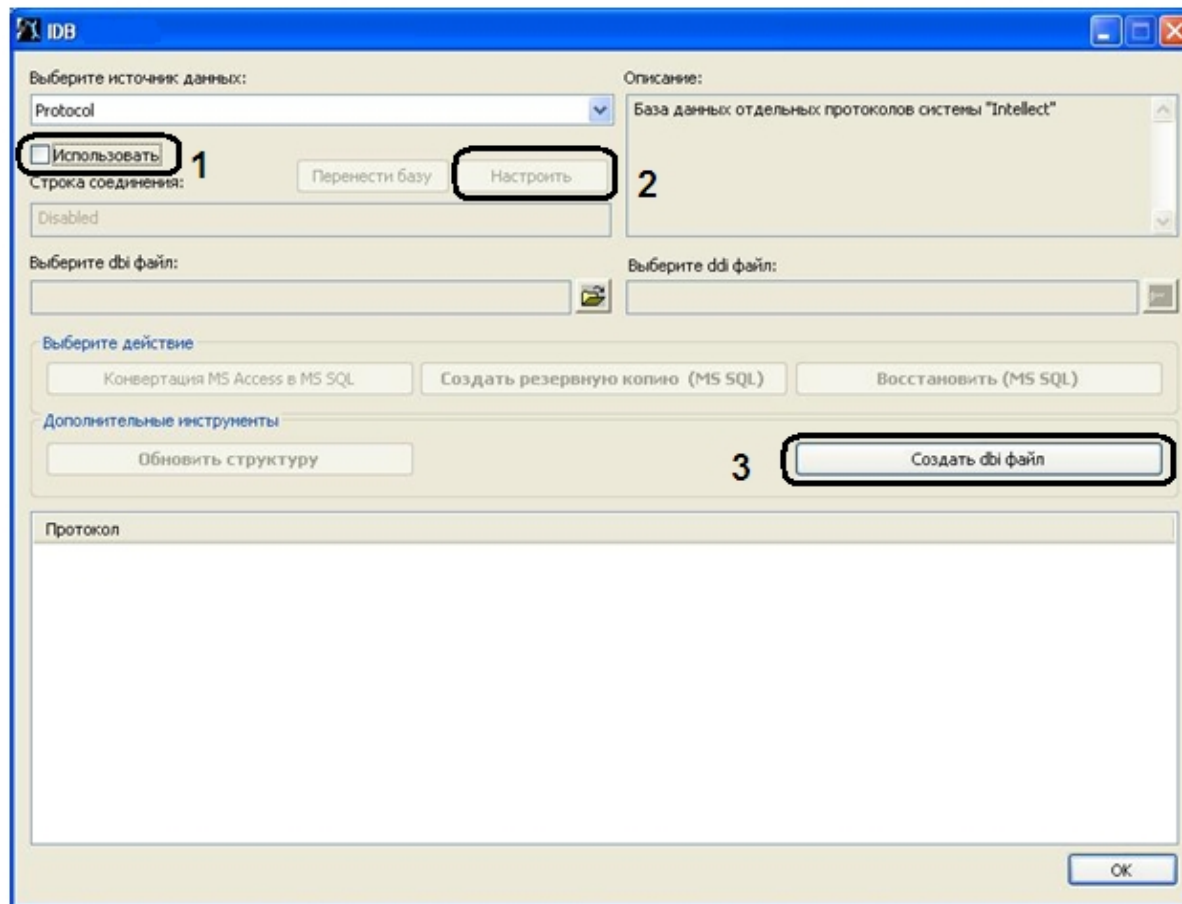 IDB
Выберите источник данных:
Описание:
Protocol
База данных отдельных протоколов системы "Intellect"
Использовать
1
Перенести базу
Настроить
2
Строка соединения:
Disabled
Выберите dbi файл:
Выберите ddi файл:
Выберите действие
Конвертация MS Access в MS SQL
Создать резервную копию (MS SQL)
Восстановить (MS SQL)
Дополнительные инструменты
Обновить структуру
3
Создать dbi файл
Протокол
OK